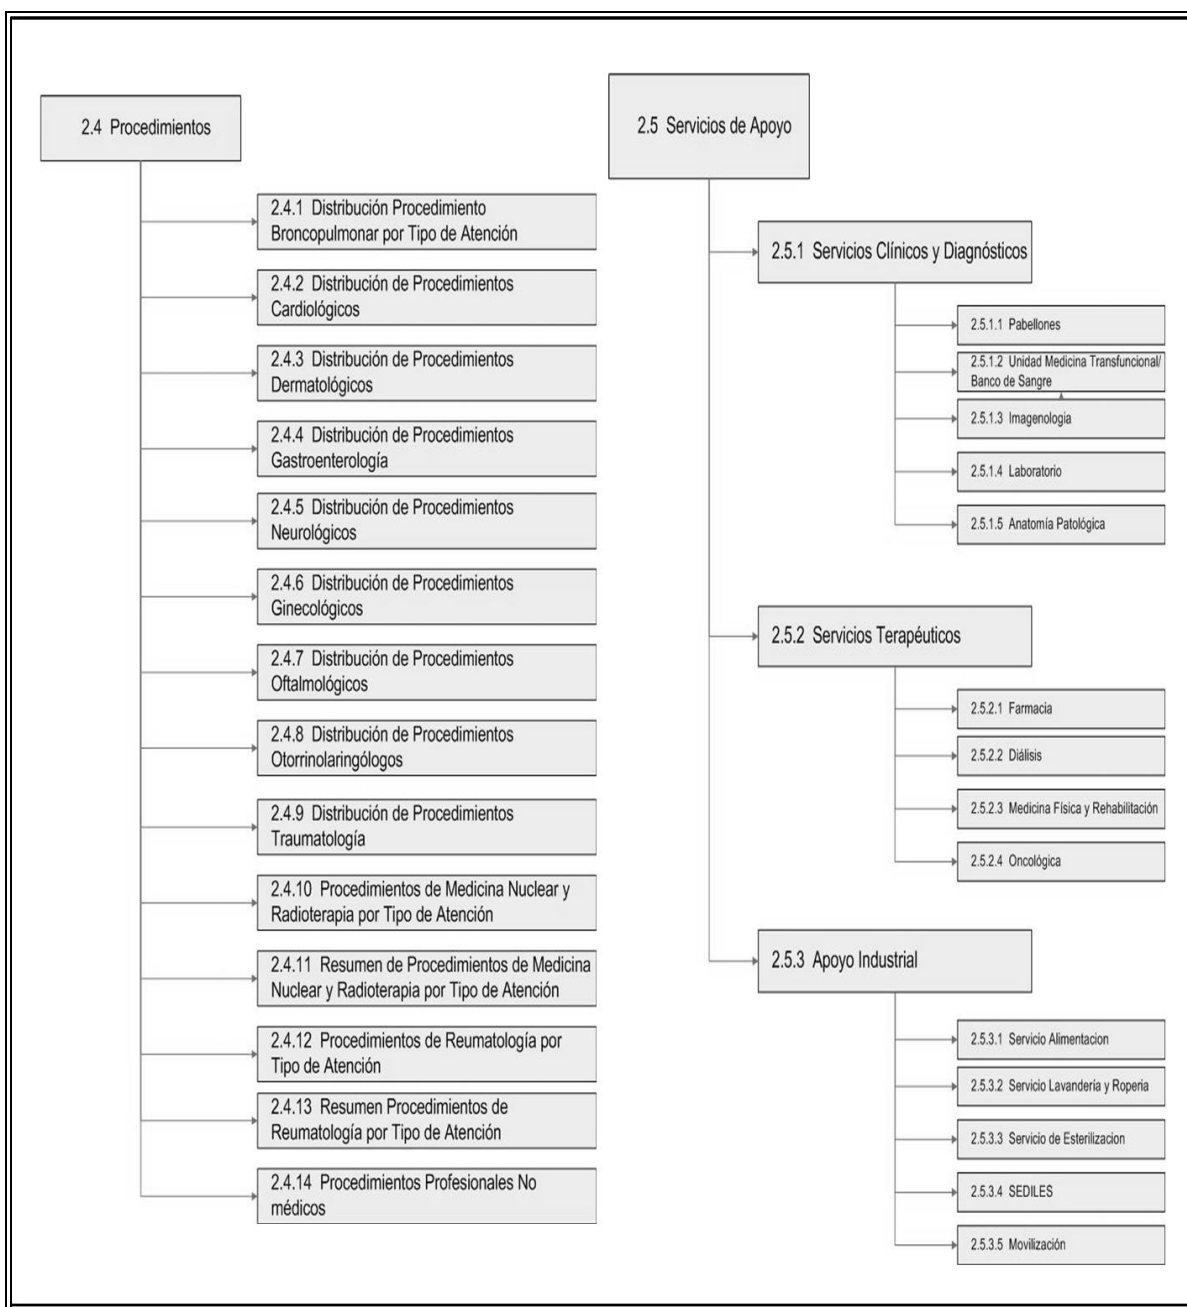 2.4 Procedimientos
2.4.1 Distribución Procedimiento
Broncopulmonar por Tipo de Atención
2.4.2 Distribución de Procedimientos
Cardiológicos
2.4.3 Distribución de Procedimientos
Dermatológicos
2.4.4 Distribución de Procedimientos
Gastroenterología
2.4.5 Distribución de Procedimientos
Neurológicos
2.4.6 Distribución de Procedimientos
Ginecológicos
2.4.7 Distribución de Procedimientos
Oftalmológicos
2.4.8 Distribución de Procedimientos
Otorrinolaringólogos
2.4.9 Distribución de Procedimientos
Traumatología
2.4.10 Procedimientos de Medicina Nuclear y
Radioterapia por Tipo de Atención
2.4.11 Resumen de Procedimientos de Medicina
Nuclear y Radioterapia por Tipo de Atención
2.4.12 Procedimientos de Reumatología por
Tipo de Atención
2.4.13 Resumen Procedimientos de
Reumatología por Tipo de Atención
2.4.14 Procedimientos Profesionales No
médicos
2.5 Servicios de Apoyo
2.5.1 Servicios Clínicos y Diagnósticos
2.5.1.1 Pabellones
2.5.1.2 Unidad Medicina Transfuncional/
Banco de Sangre
2.5.1.3 Imagenologia
2.5.1.4 Laboratorio
2.5.1.5 Anatomía Patológica
2.5.2 Servicios Terapéuticos
2.5.2.1 Farmacia
2.5.2.2 Diálisis
2.5.2.3 Medicina Física y Rehabilitación
2.5.2.4 Oncológica
2.5.3 Apoyo Industrial
2.5.3.1 Servicio Alimentacion
2.5.3.2 Servicio Lavandería y Roperia
2.5.3.3 Servicio de Esterilizacion
2.5.3.4 SEDILES
2.5.3.5 Movilización